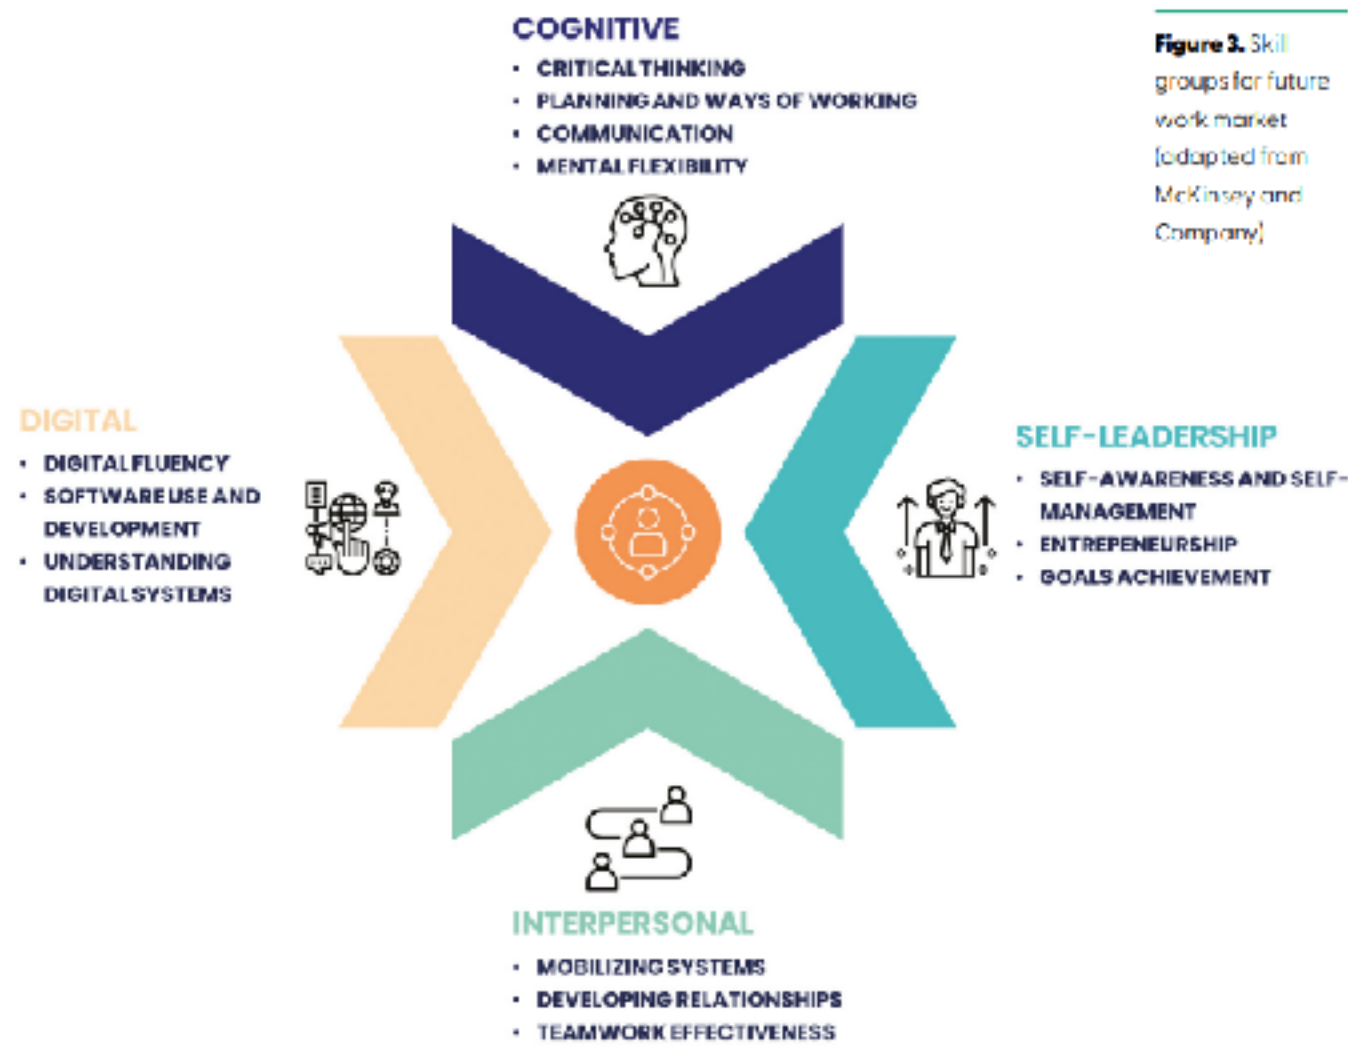 COGNITIVE
• CRITICAL THINKING
• PLANNING AND WAYS OF WORKING
• COMMUNICATION
• MENTAL FLEXIBILITY
Figure 3. Skill
groups for future
work market
(adapted from
McKinsey and
Company)
DIGITAL
• DIGITAL FLUENCY
• SOFTWARE USE AND
DEVELOPMENT
• UNDERSTANDING
DIGITAL SYSTEMS
SELF-LEADERSHIP
• SELF-AWARENESS AND SELF-
MANAGEMENT
• ENTREPENEURSHIP
• GOALS ACHIEVEMENT
INTERPERSONAL
• MOBILIZING SYSTEMS
• DEVELOPING RELATIONSHIPS
• TEAMWORK EFFECTIVENESS